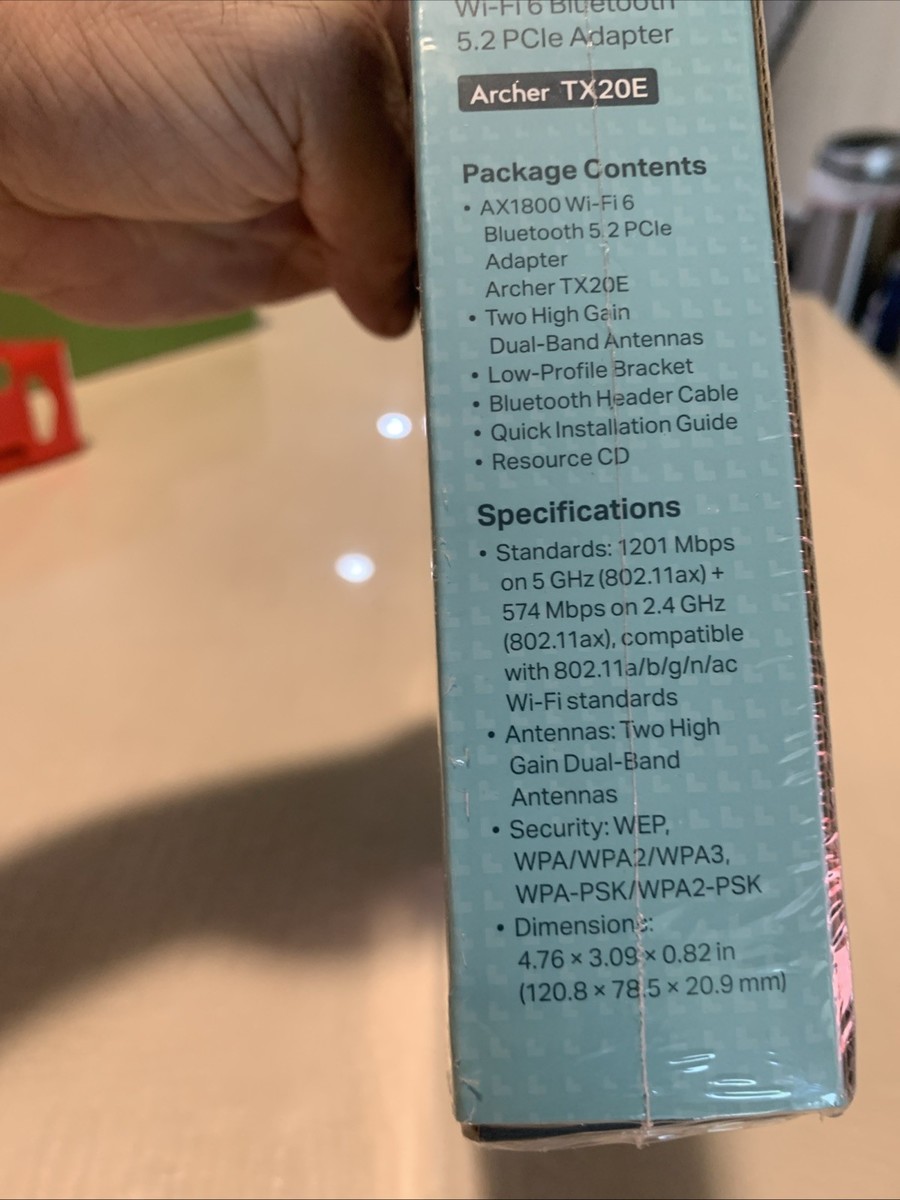 Wi-Fi 6 Bluetooth
5.2 PCIe Adapter
Archer TX20E
Package Contents
• AX1800 Wi-Fi 6
Bluetooth 5.2 PCIe
Adapter
Archer TX20E
• Two High Gain
Dual-Band Antennas
• Low-Profile Bracket
• Bluetooth Header Cable
• Quick Installation Guide
• Resource CD
Specifications
• Standards: 1201 Mbps
on 5 GHz (802.11ax) +
574 Mbps on 2.4 GHz
(802.11ax), compatible
with 802.11a/b/g/n/ac
Wi-Fi standards
• Antennas: Two High
Gain Dual-Band
Antennas
• Security: WEP,
WPA/WPA2/WPA3,
WPA-PSK/WPA2-PSK
• Dimensions:
4.76 × 3.09 × 0.82 in
(120.8 × 78.5 × 20.9 mm)